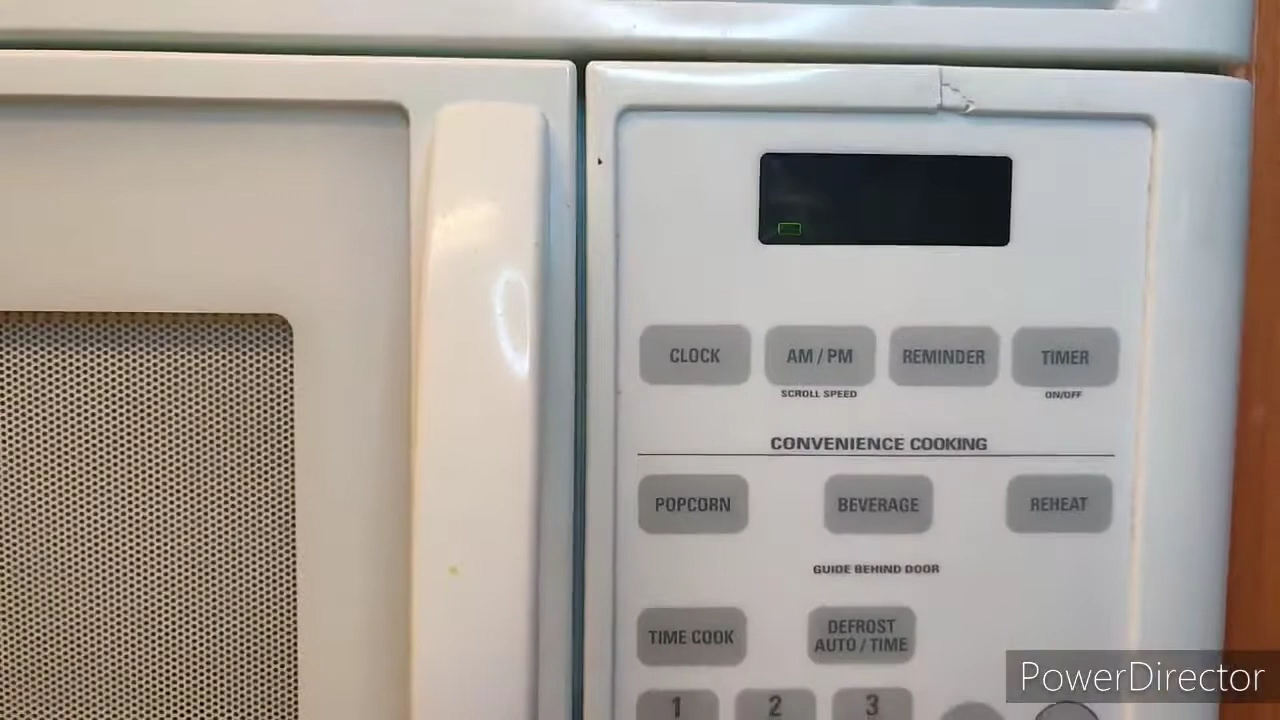 CLOCK AM / PM REMINDER TIMER
SCROLL SPEED ON/OFF
CONVENIENCE COOKING
POPCORN BEVERAGE REHEAT
GUIDE BEHIND DOOR
TIME COOK DEFROST
AUTO / TIME
1 2 3
PowerDirector